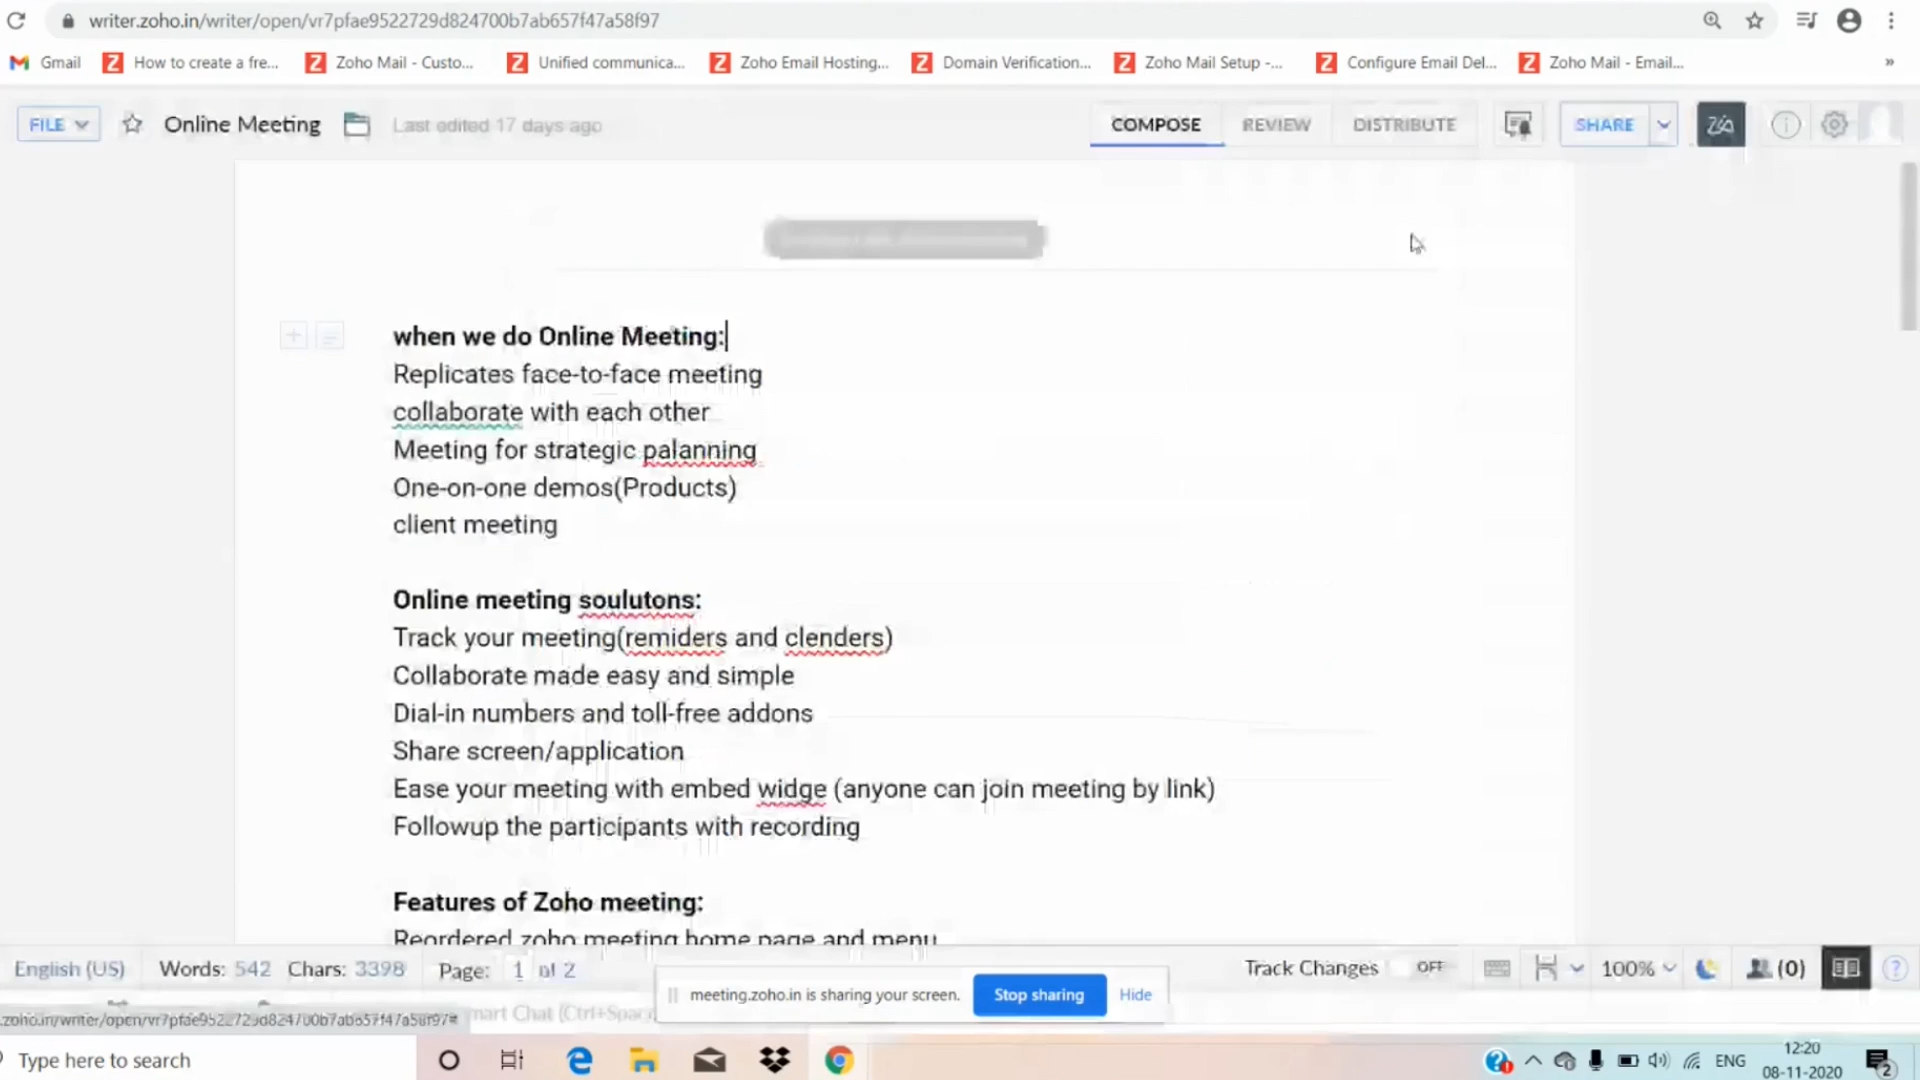 writer.zoho.in/writer/open/vr7pfae9522729d824700b7ab657f47a58f97
Gmail How to create a fre... Zoho Mail - Custo... Unified communica... Zoho Email Hosting... Domain Verification... Zoho Mail Setup -... Configure Email Del... Zoho Mail - Email... »
FILE Online Meeting Last edited 17 days ago COMPOSE REVIEW DISTRIBUTE SHARE
when we do Online Meeting:
Replicates face-to-face meeting
collaborate with each other
Meeting for strategic palanning
One-on-one demos(Products)
client meeting
Online meeting soulutons:
Track your meeting(remiders and clenders)
Collaborate made easy and simple
Dial-in numbers and toll-free addons
Share screen/application
Ease your meeting with embed widge (anyone can join meeting by link)
Followup the participants with recording
Features of Zoho meeting:
Reordered zoho meeting home page and menu
English (US) Words: 542 Chars: 3398 Page: 1 of 2 Track Changes OFF 100% (0)
meeting.zoho.in is sharing your screen. Stop sharing Hide
.zoho.in/writer/open/vr7pfae9522729d824700b7ab657f47a58f97#
Type here to search ENG 12:20
08-11-2020 2